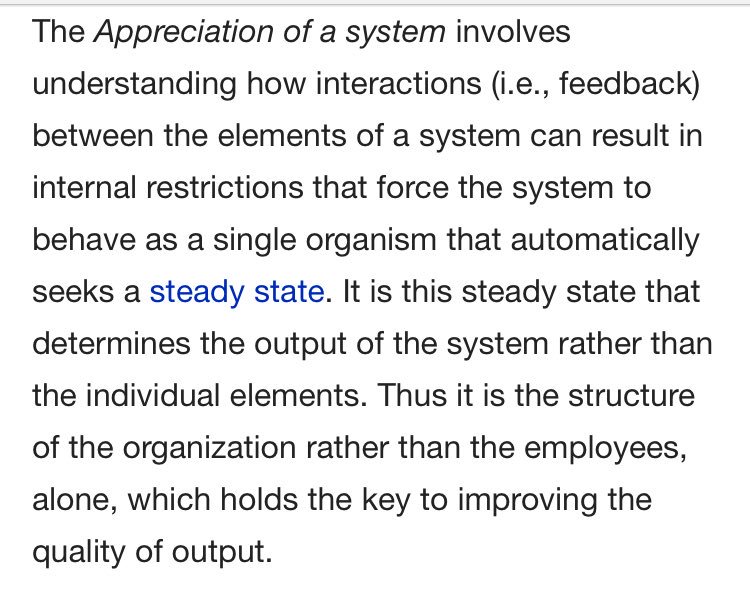 The Appreciation of a system involves
understanding how interactions (i.e., feedback)
between the elements of a system can result in
internal restrictions that force the system to
behave as a single organism that automatically
seeks a steady state. It is this steady state that
determines the output of the system rather than
the individual elements. Thus it is the structure
of the organization rather than the employees,
alone, which holds the key to improving the
quality of output.